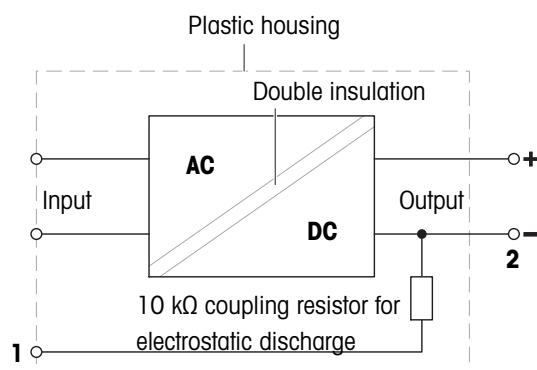 Plastic housing
Double insulation
AC
+
Input
Output
DC
−
2
10 kΩ coupling resistor for
electrostatic discharge
1